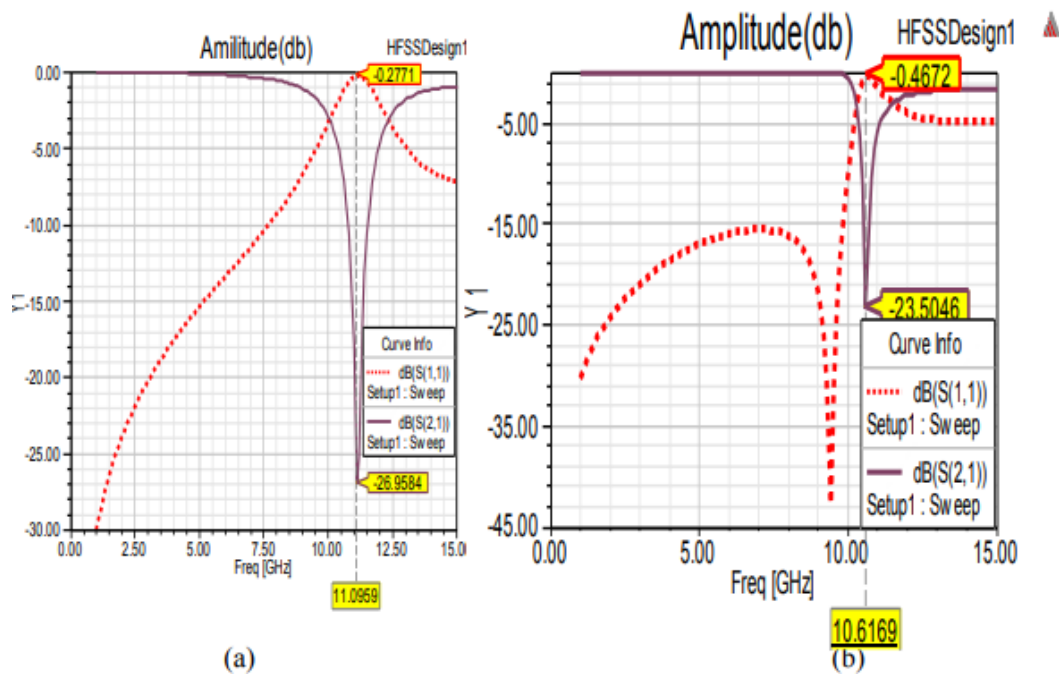 Amilitude(db)
HFSSDesign1
0.00
-5.00
-10.00
-15.00
-20.00
-25.00
-30.00
Y 1
-0.2771
Curve Info
dB(S(1,1))
Setup1 : Sweep
dB(S(2,1))
Setup1 : Sweep
-26.9584
0.00
2.50
5.00
7.50
10.00
12.50
15.00
Freq [GHz]
11.0959
(a)
Amplitude(db)
HFSSDesign1
-5.00
-15.00
-25.00
-35.00
-45.00
Y 1
-0.4672
-23.5046
Curve Info
dB(S(1,1))
Setup1 : Sweep
dB(S(2,1))
Setup1 : Sweep
0.00
5.00
10.00
15.00
Freq [GHz]
10.6169
(b)